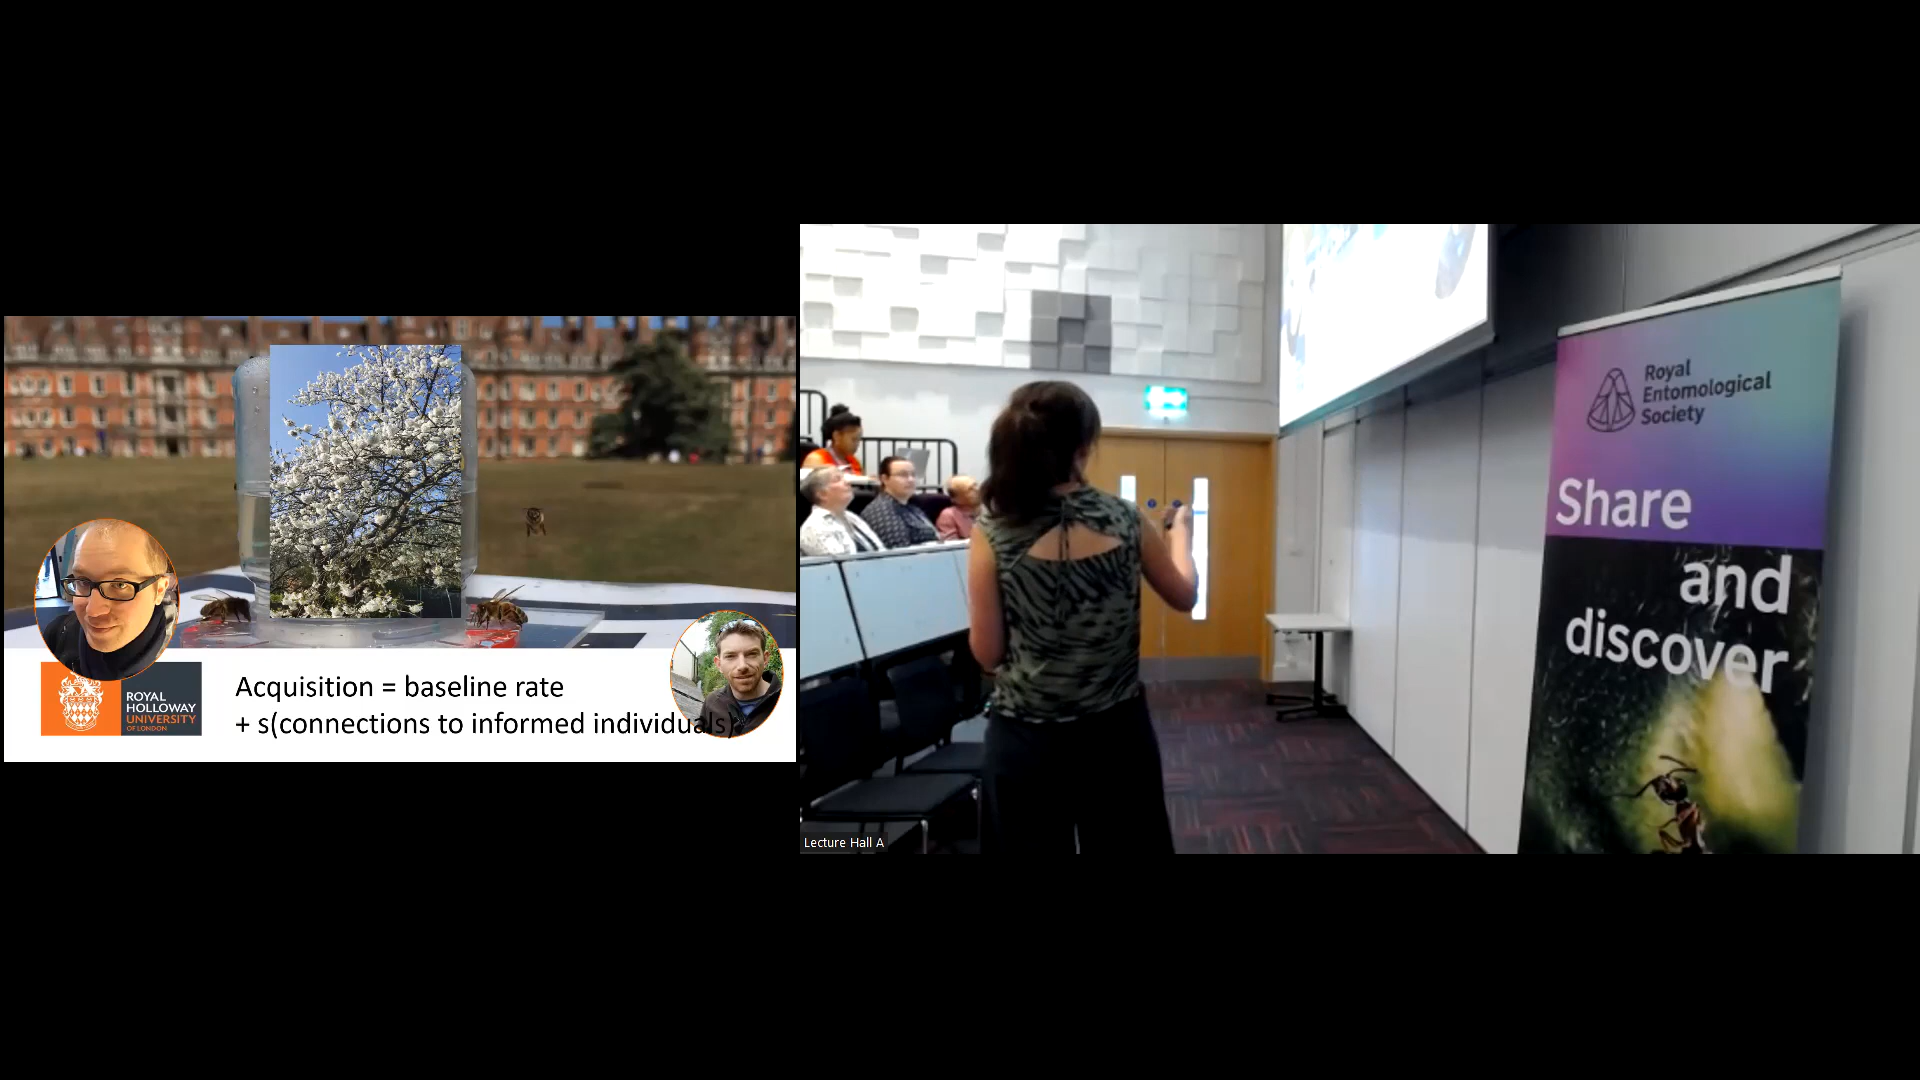 ROYAL
HOLLOWAY
UNIVERSITY
OF LONDON
Acquisition = baseline rate
+ s(connections to informed individuals)
Royal
Entomological
Society
Share
and
discover
Lecture Hall A